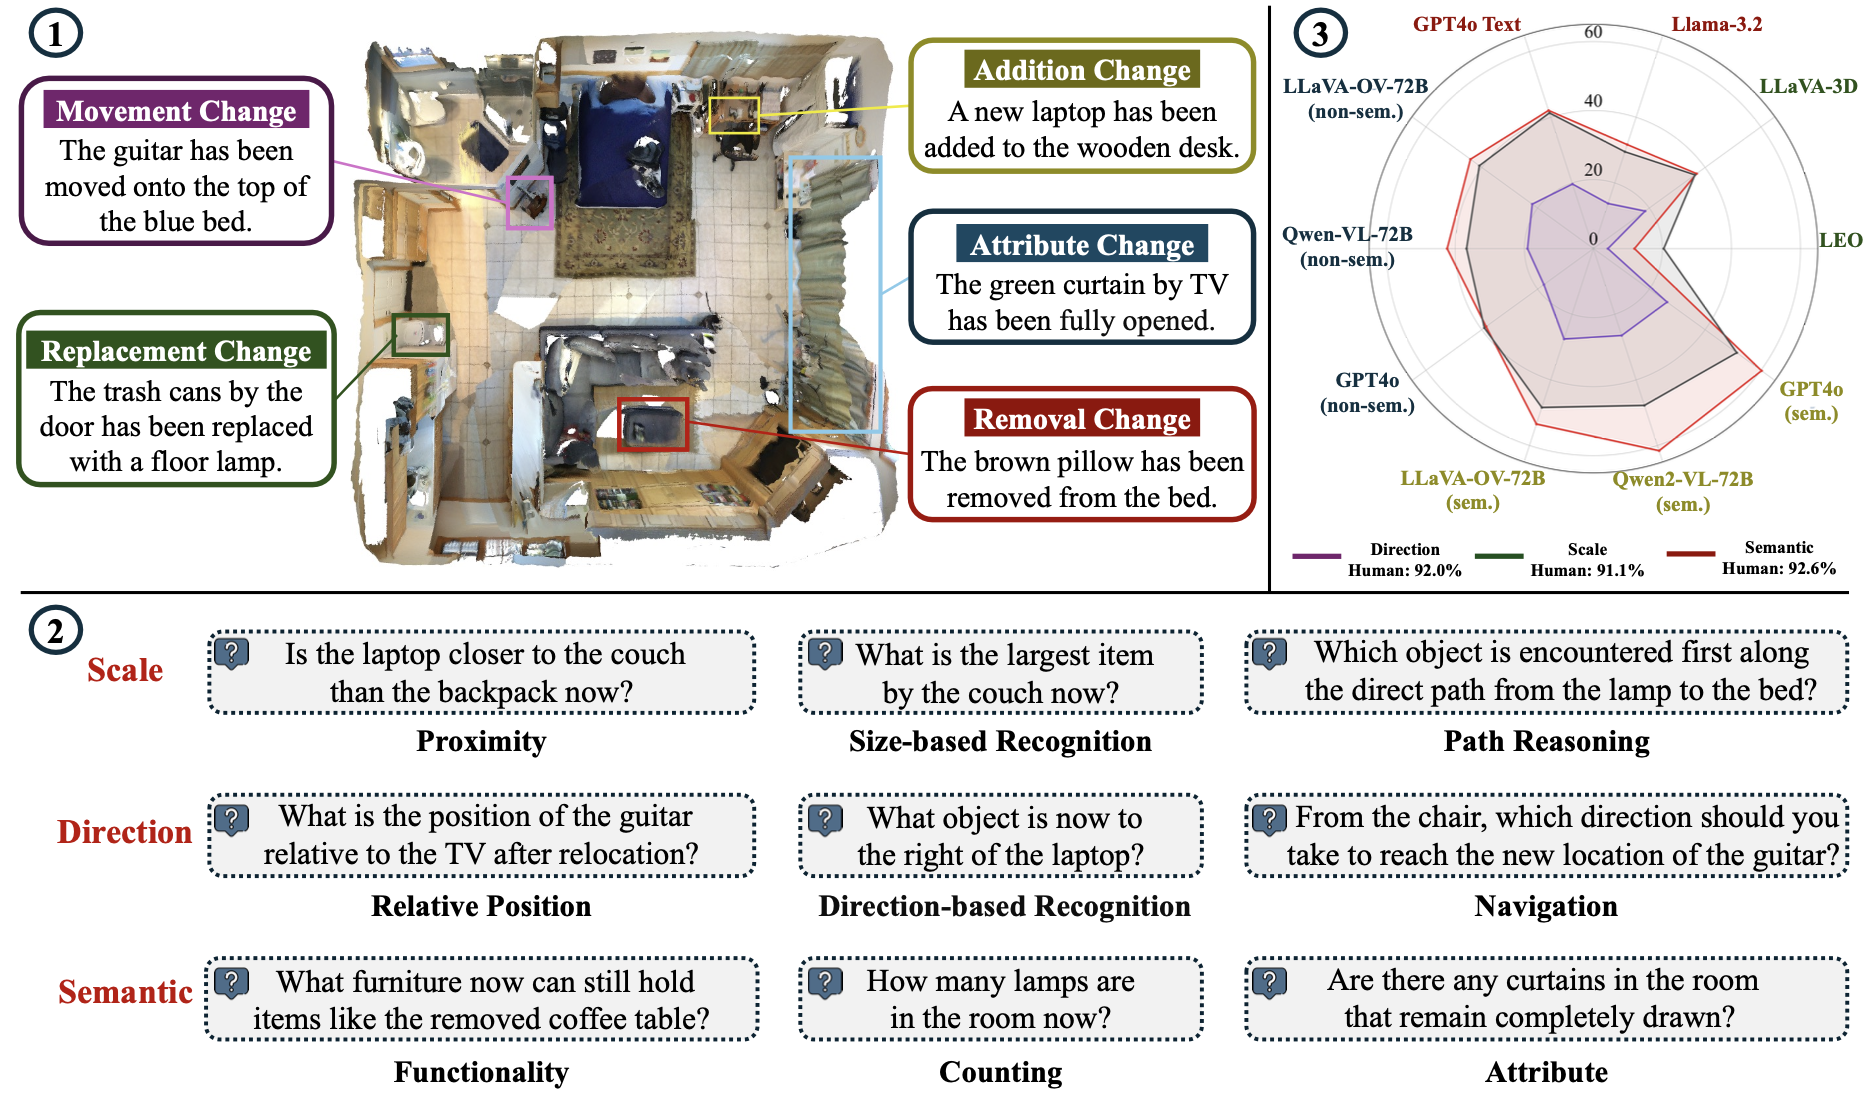 1
Movement Change
The guitar has been
moved onto the top of
the blue bed.
Replacement Change
The trash cans by the
door has been replaced
with a floor lamp.
Addition Change
A new laptop has been
added to the wooden desk.
Attribute Change
The green curtain by TV
has been fully opened.
Removal Change
The brown pillow has been
removed from the bed.
3
GPT4o Text
60
Llama-3.2
LLaVA-OV-72B
(non-sem.)
40
LLaVA-3D
20
Qwen-VL-72B
(non-sem.)
0
LEO
GPT4o
(non-sem.)
GPT4o
(sem.)
LLaVA-OV-72B
(sem.)
Qwen2-VL-72B
(sem.)
Direction
Human: 92.0%
Scale
Human: 91.1%
Semantic
Human: 92.6%
2
Scale
? Is the laptop closer to the couch
than the backpack now?
Proximity
? What is the largest item
by the couch now?
Size-based Recognition
? Which object is encountered first along
the direct path from the lamp to the bed?
Path Reasoning
Direction
? What is the position of the guitar
relative to the TV after relocation?
Relative Position
? What object is now to
the right of the laptop?
Direction-based Recognition
? From the chair, which direction should you
take to reach the new location of the guitar?
Navigation
Semantic
? What furniture now can still hold
items like the removed coffee table?
Functionality
? How many lamps are
in the room now?
Counting
? Are there any curtains in the room
that remain completely drawn?
Attribute